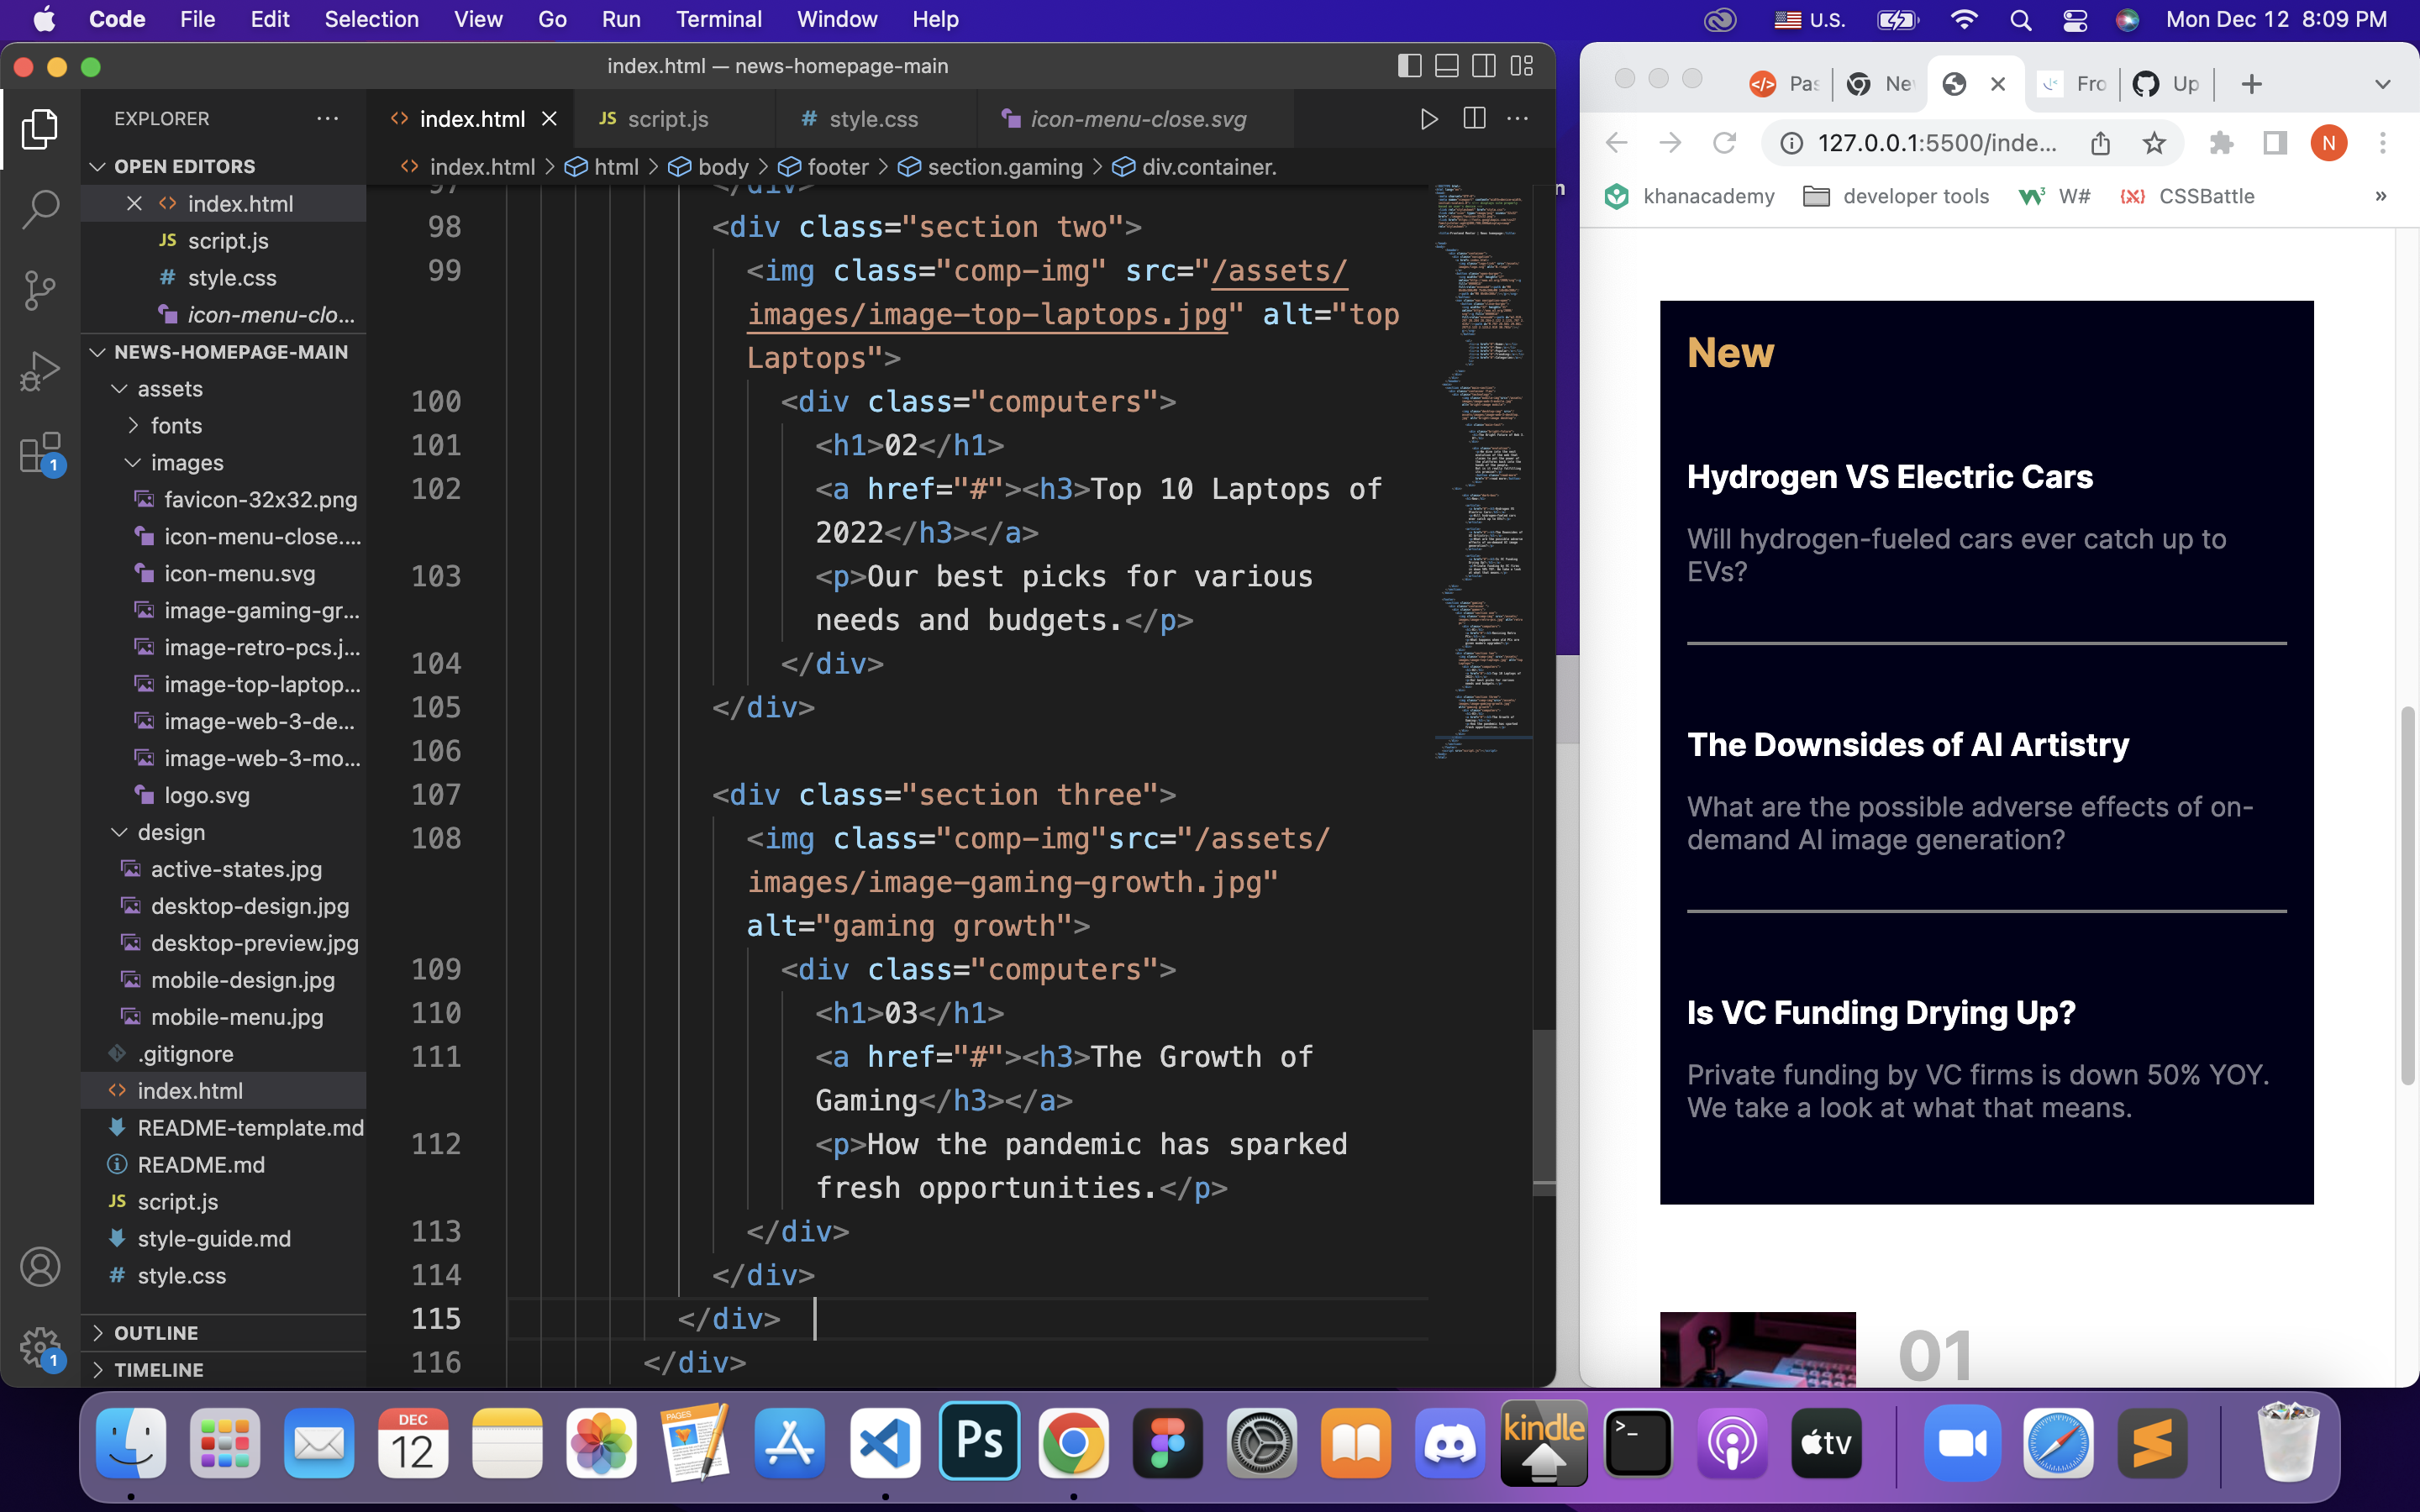 Code File Edit Selection View Go Run Terminal Window Help U.S. Mon Dec 12 8:09 PM
index.html — news-homepage-main
EXPLORER
OPEN EDITORS
index.html
JS script.js
# style.css
icon-menu-clo...
NEWS-HOMEPAGE-MAIN
assets
fonts
images
favicon-32x32.png
icon-menu-close....
icon-menu.svg
image-gaming-gr...
image-retro-pcs.j...
image-top-laptop...
image-web-3-de...
image-web-3-mo...
logo.svg
design
active-states.jpg
desktop-design.jpg
desktop-preview.jpg
mobile-design.jpg
mobile-menu.jpg
.gitignore
index.html
README-template.md
README.md
JS script.js
style-guide.md
# style.css
OUTLINE
TIMELINE
1
1
index.html JS script.js # style.css icon-menu-close.svg
index.html > html > body > footer > section.gaming > div.container.
97 </div>
98 <div class="section two">
99 <img class="comp-img" src="/assets/
images/image-top-laptops.jpg" alt="top
Laptops">
100 <div class="computers">
101 <h1>02</h1>
102 <a href="#"><h3>Top 10 Laptops of
2022</h3></a>
103 <p>Our best picks for various
needs and budgets.</p>
104 </div>
105 </div>
106
107 <div class="section three">
108 <img class="comp-img"src="/assets/
images/image-gaming-growth.jpg"
alt="gaming growth">
109 <div class="computers">
110 <h1>03</h1>
111 <a href="#"><h3>The Growth of
Gaming</h3></a>
112 <p>How the pandemic has sparked
fresh opportunities.</p>
113 </div>
114 </div>
115 </div>
116 </div>
Pas Ne Fro Up
127.0.0.1:5500/inde... N
khanacademy developer tools W# CSSBattle »
New
Hydrogen VS Electric Cars
Will hydrogen-fueled cars ever catch up to
EVs?
The Downsides of AI Artistry
What are the possible adverse effects of on-
demand AI image generation?
Is VC Funding Drying Up?
Private funding by VC firms is down 50% YOY.
We take a look at what that means.
01
DEC
12
PAGES
Ps
kindle
tv